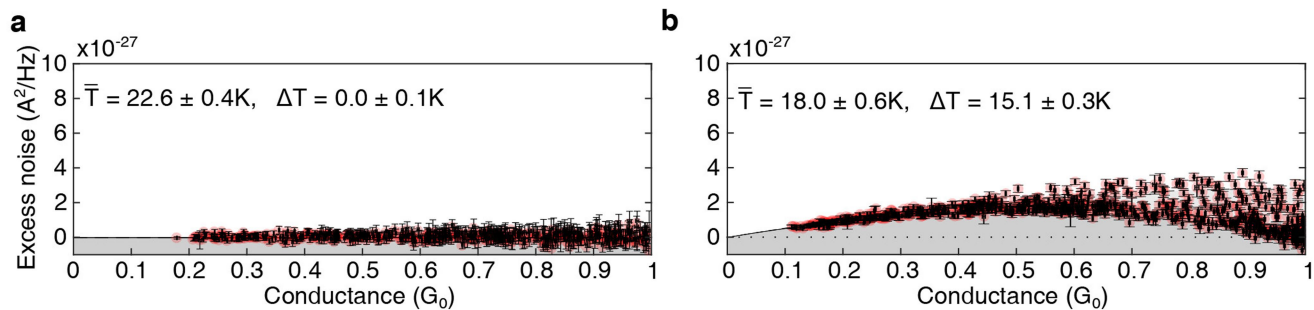 a
x10-27
T̿ = 22.6 ± 0.4K, ΔT = 0.0 ± 0.1K
Excess noise (A2/Hz)
10
8
6
4
2
0
0 0.1 0.2 0.3 0.4 0.5 0.6 0.7 0.8 0.9 1
Conductance (G0)
b
x10-27
T̿ = 18.0 ± 0.6K, ΔT = 15.1 ± 0.3K
10
8
6
4
2
0
0 0.1 0.2 0.3 0.4 0.5 0.6 0.7 0.8 0.9 1
Conductance (G0)